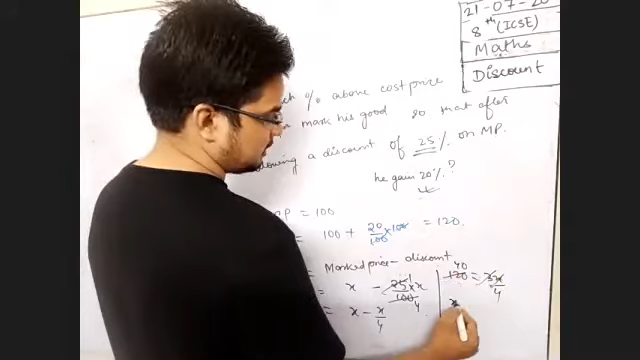 21-07-20
8th (ICSE)
Maths
Discount
% above cost price
mark his good so that after
a discount of 25% on MP.
he gain 20%?
= 100
100 + 20/100 × 100 = 120.
= Marked price - discount
= x - 25/100 × x
1
4
= x - x/4
40
120 = 3x/4
x